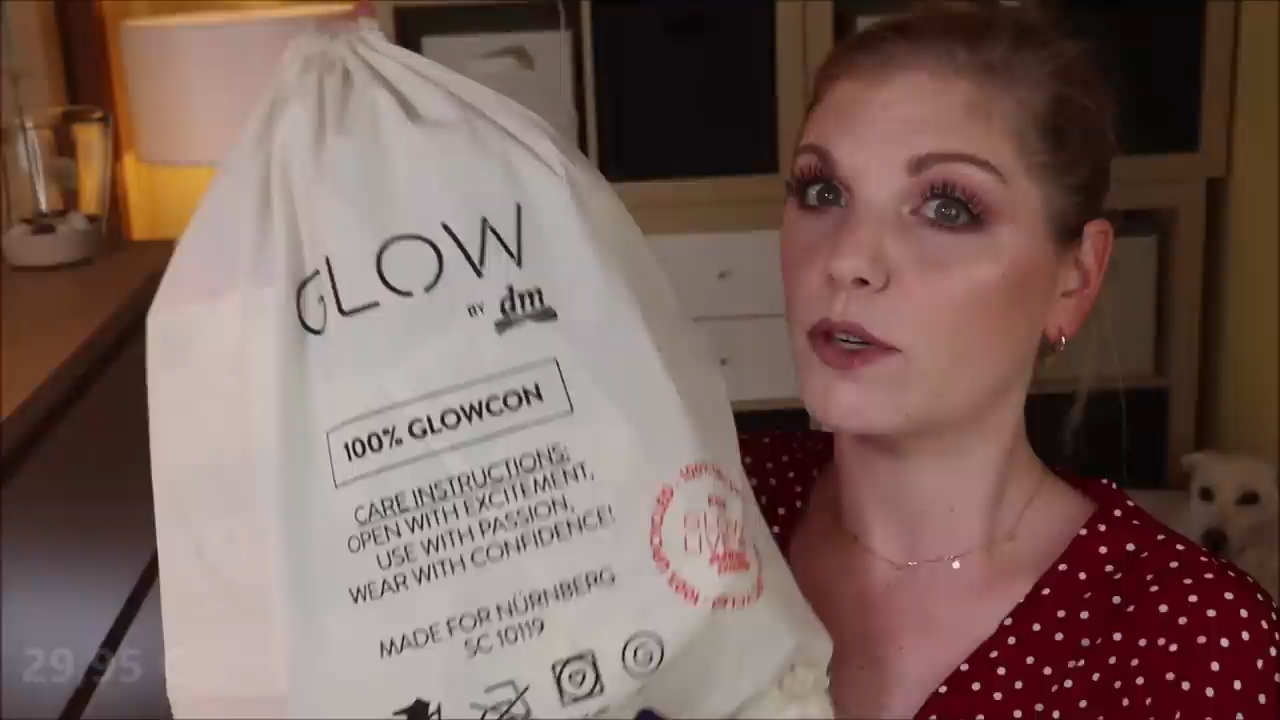 GLOW
BY dm
100% GLOWCON
CARE INSTRUCTIONS:
OPEN WITH EXCITEMENT,
USE WITH PASSION,
WEAR WITH CONFIDENCE!
MADE FOR NÜRNBERG
SC 10119
29,95 €